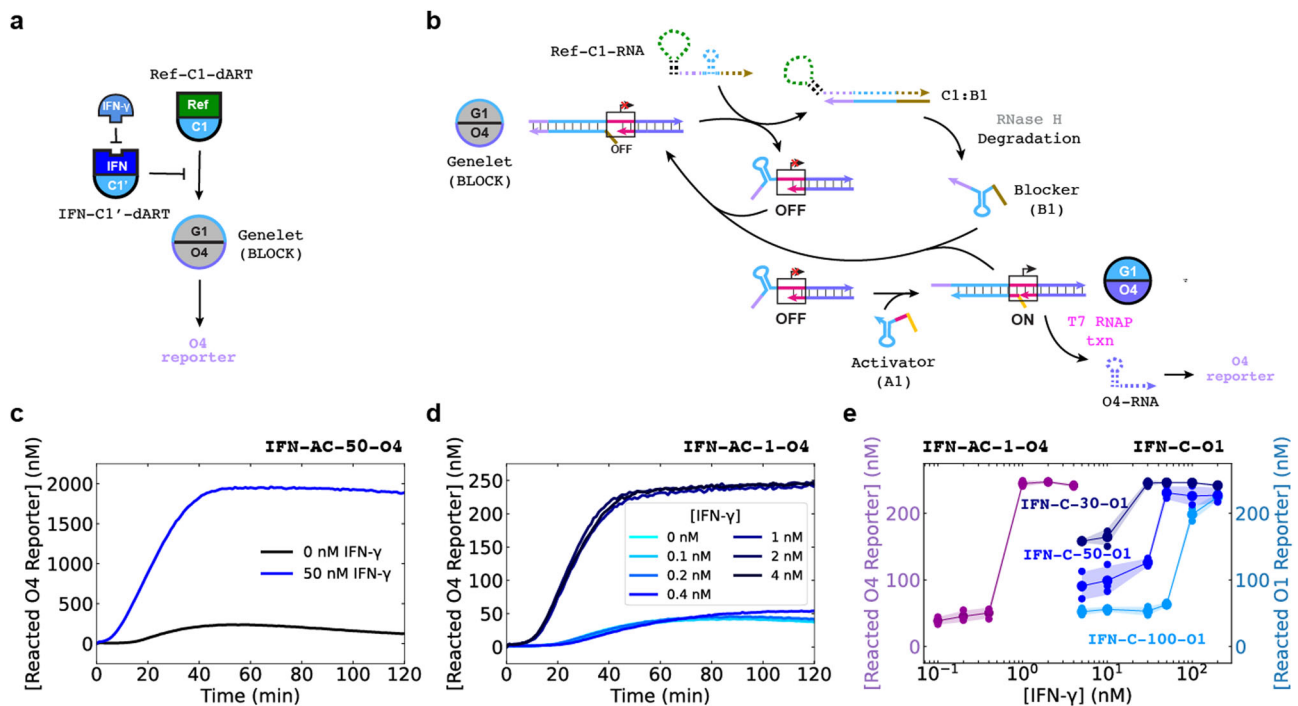 a
Ref-C1-dART
IFN-γ
Ref
C1
IFN
C1'
IFN-C1'-dART
G1
O4
Genelet
(BLOCK)
O4
reporter
b
Ref-C1-RNA
C1:B1
G1
O4
Genelet
(BLOCK)
OFF
RNase H
Degradation
OFF
Blocker
(B1)
OFF
Activator
(A1)
ON
G1
O4
T7 RNAP
txn
O4-RNA
O4
reporter
c
IFN-AC-50-O4
[Reacted O4 Reporter] (nM)
2000
1500
1000
500
250
0
0 nM IFN-γ
50 nM IFN-γ
0 20 40 60 80 100 120
Time (min)
d
IFN-AC-1-O4
[Reacted O4 Reporter] (nM)
250
200
150
100
50
0
[IFN-γ]
0 nM
0.1 nM
0.2 nM
0.4 nM
1 nM
2 nM
4 nM
0 20 40 60 80 100 120
Time (min)
e
IFN-AC-1-O4 IFN-C-O1
[Reacted O4 Reporter] (nM)
200
100
0
IFN-C-30-O1
IFN-C-50-O1
IFN-C-100-O1
200
100
0
[Reacted O1 Reporter] (nM)
10⁻¹ 10⁰ 10¹ 10²
[IFN-γ] (nM)